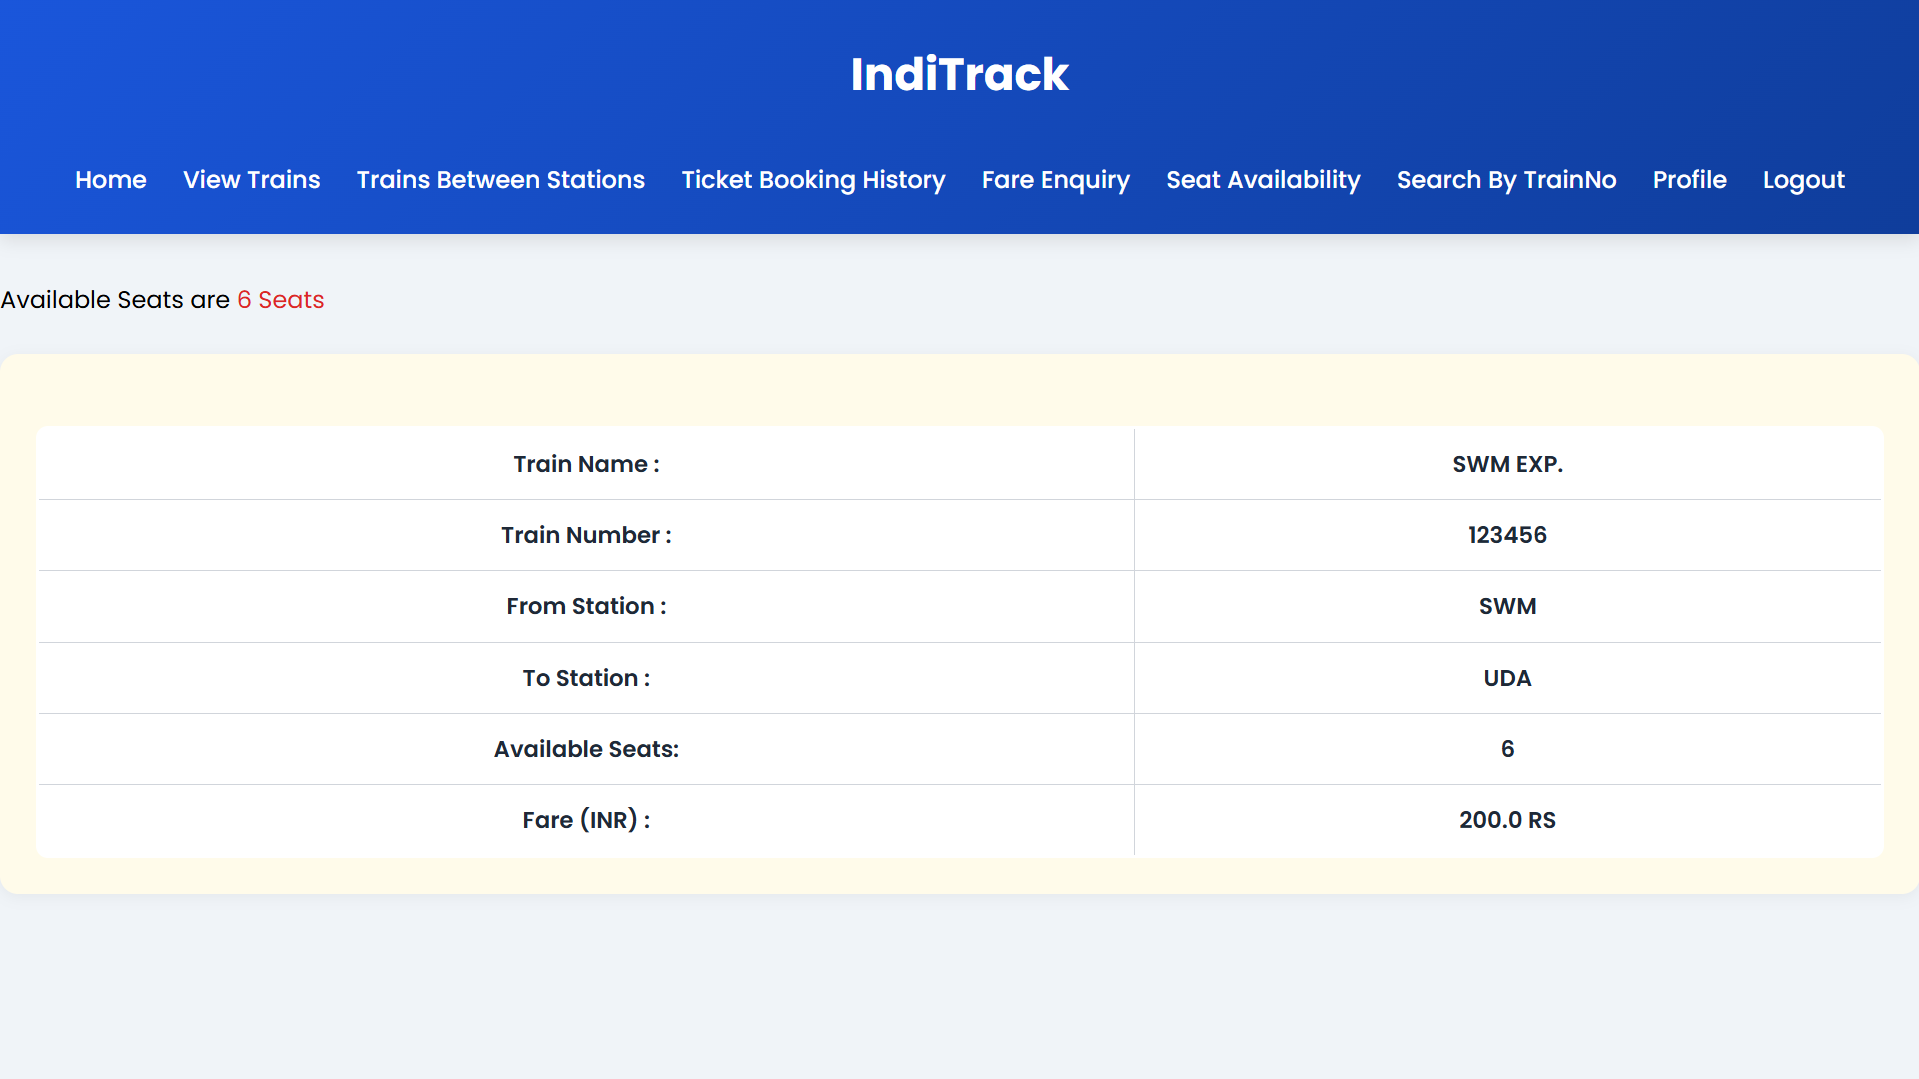 IndiTrack
Home View Trains Trains Between Stations Ticket Booking History Fare Enquiry Seat Availability Search By TrainNo Profile Logout
Available Seats are 6 Seats
Train Name : SWM EXP.
Train Number : 123456
From Station : SWM
To Station : UDA
Available Seats: 6
Fare (INR) : 200.0 RS